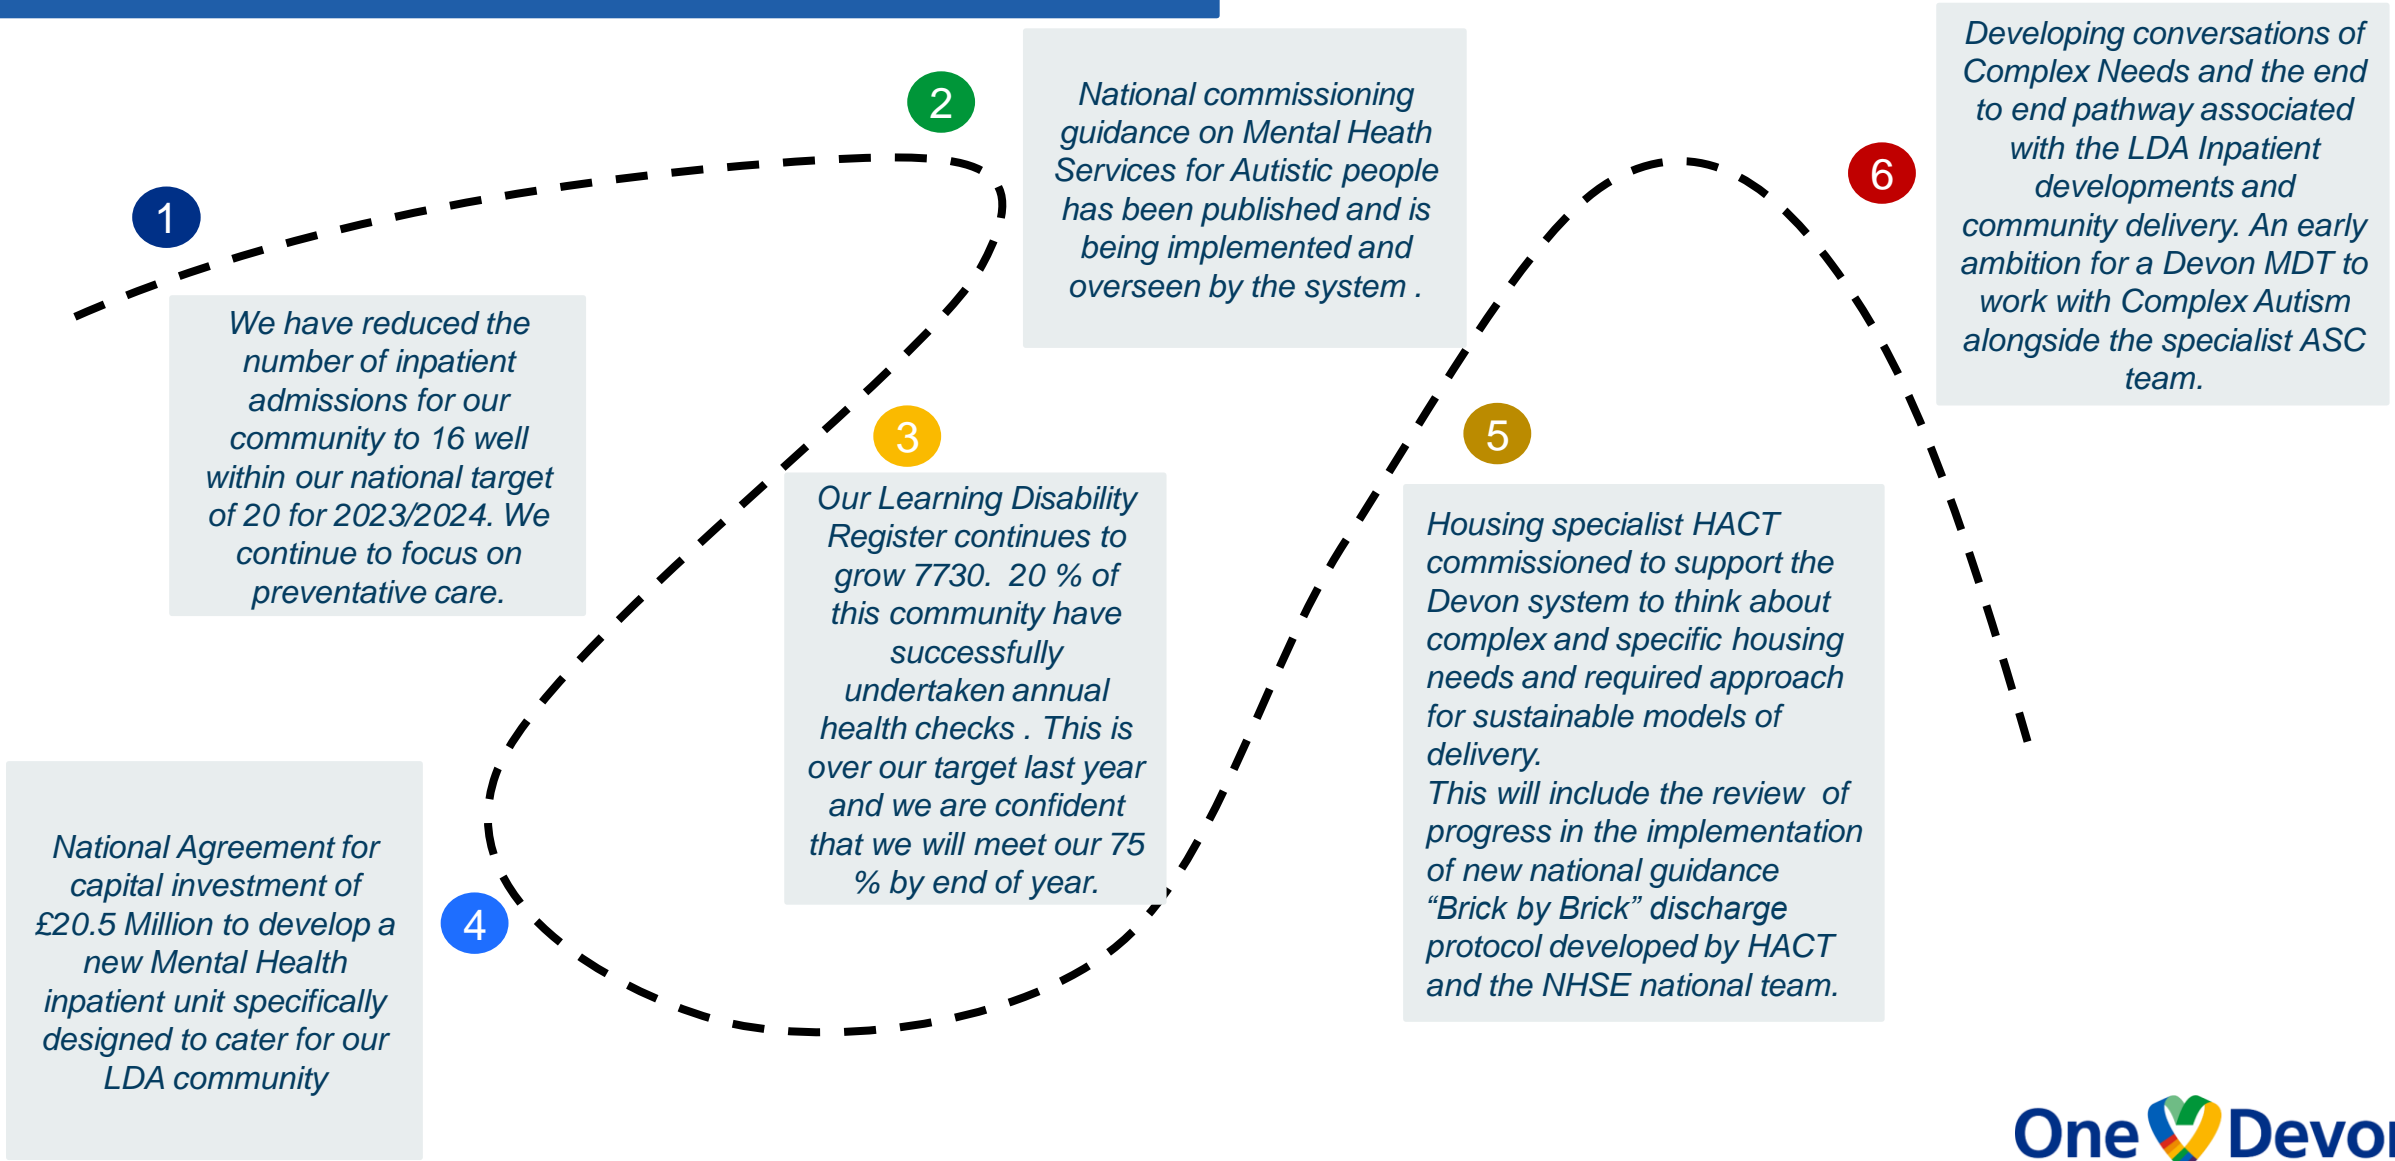 1
We have reduced the
number of inpatient
admissions for our
community to 16 well
within our national target
of 20 for 2023/2024. We
continue to focus on
preventative care.
2
National commissioning
guidance on Mental Heath
Services for Autistic people
has been published and is
being implemented and
overseen by the system .
3
Our Learning Disability
Register continues to
grow 7730.  20 % of
this community have
successfully
undertaken annual
health checks . This is
over our target last year
and we are confident
that we will meet our 75
% by end of year.
4
National Agreement for
capital investment of
£20.5 Million to develop a
new Mental Health
inpatient unit specifically
designed to cater for our
LDA community
5
Housing specialist HACT
commissioned to support the
Devon system to think about
complex and specific housing
needs and required approach
for sustainable models of
delivery.
This will include the review  of
progress in the implementation
of new national guidance
“Brick by Brick” discharge
protocol developed by HACT
and the NHSE national team.
6
Developing conversations of
Complex Needs and the end
to end pathway associated
with the LDA Inpatient
developments and
community delivery. An early
ambition for a Devon MDT to
work with Complex Autism
alongside the specialist ASC
team.
One Devon